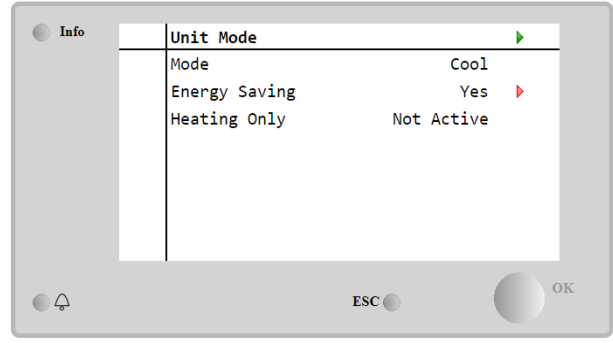 Info
Unit Mode
Mode Cool
Energy Saving Yes
Heating Only Not Active
ESC
OK